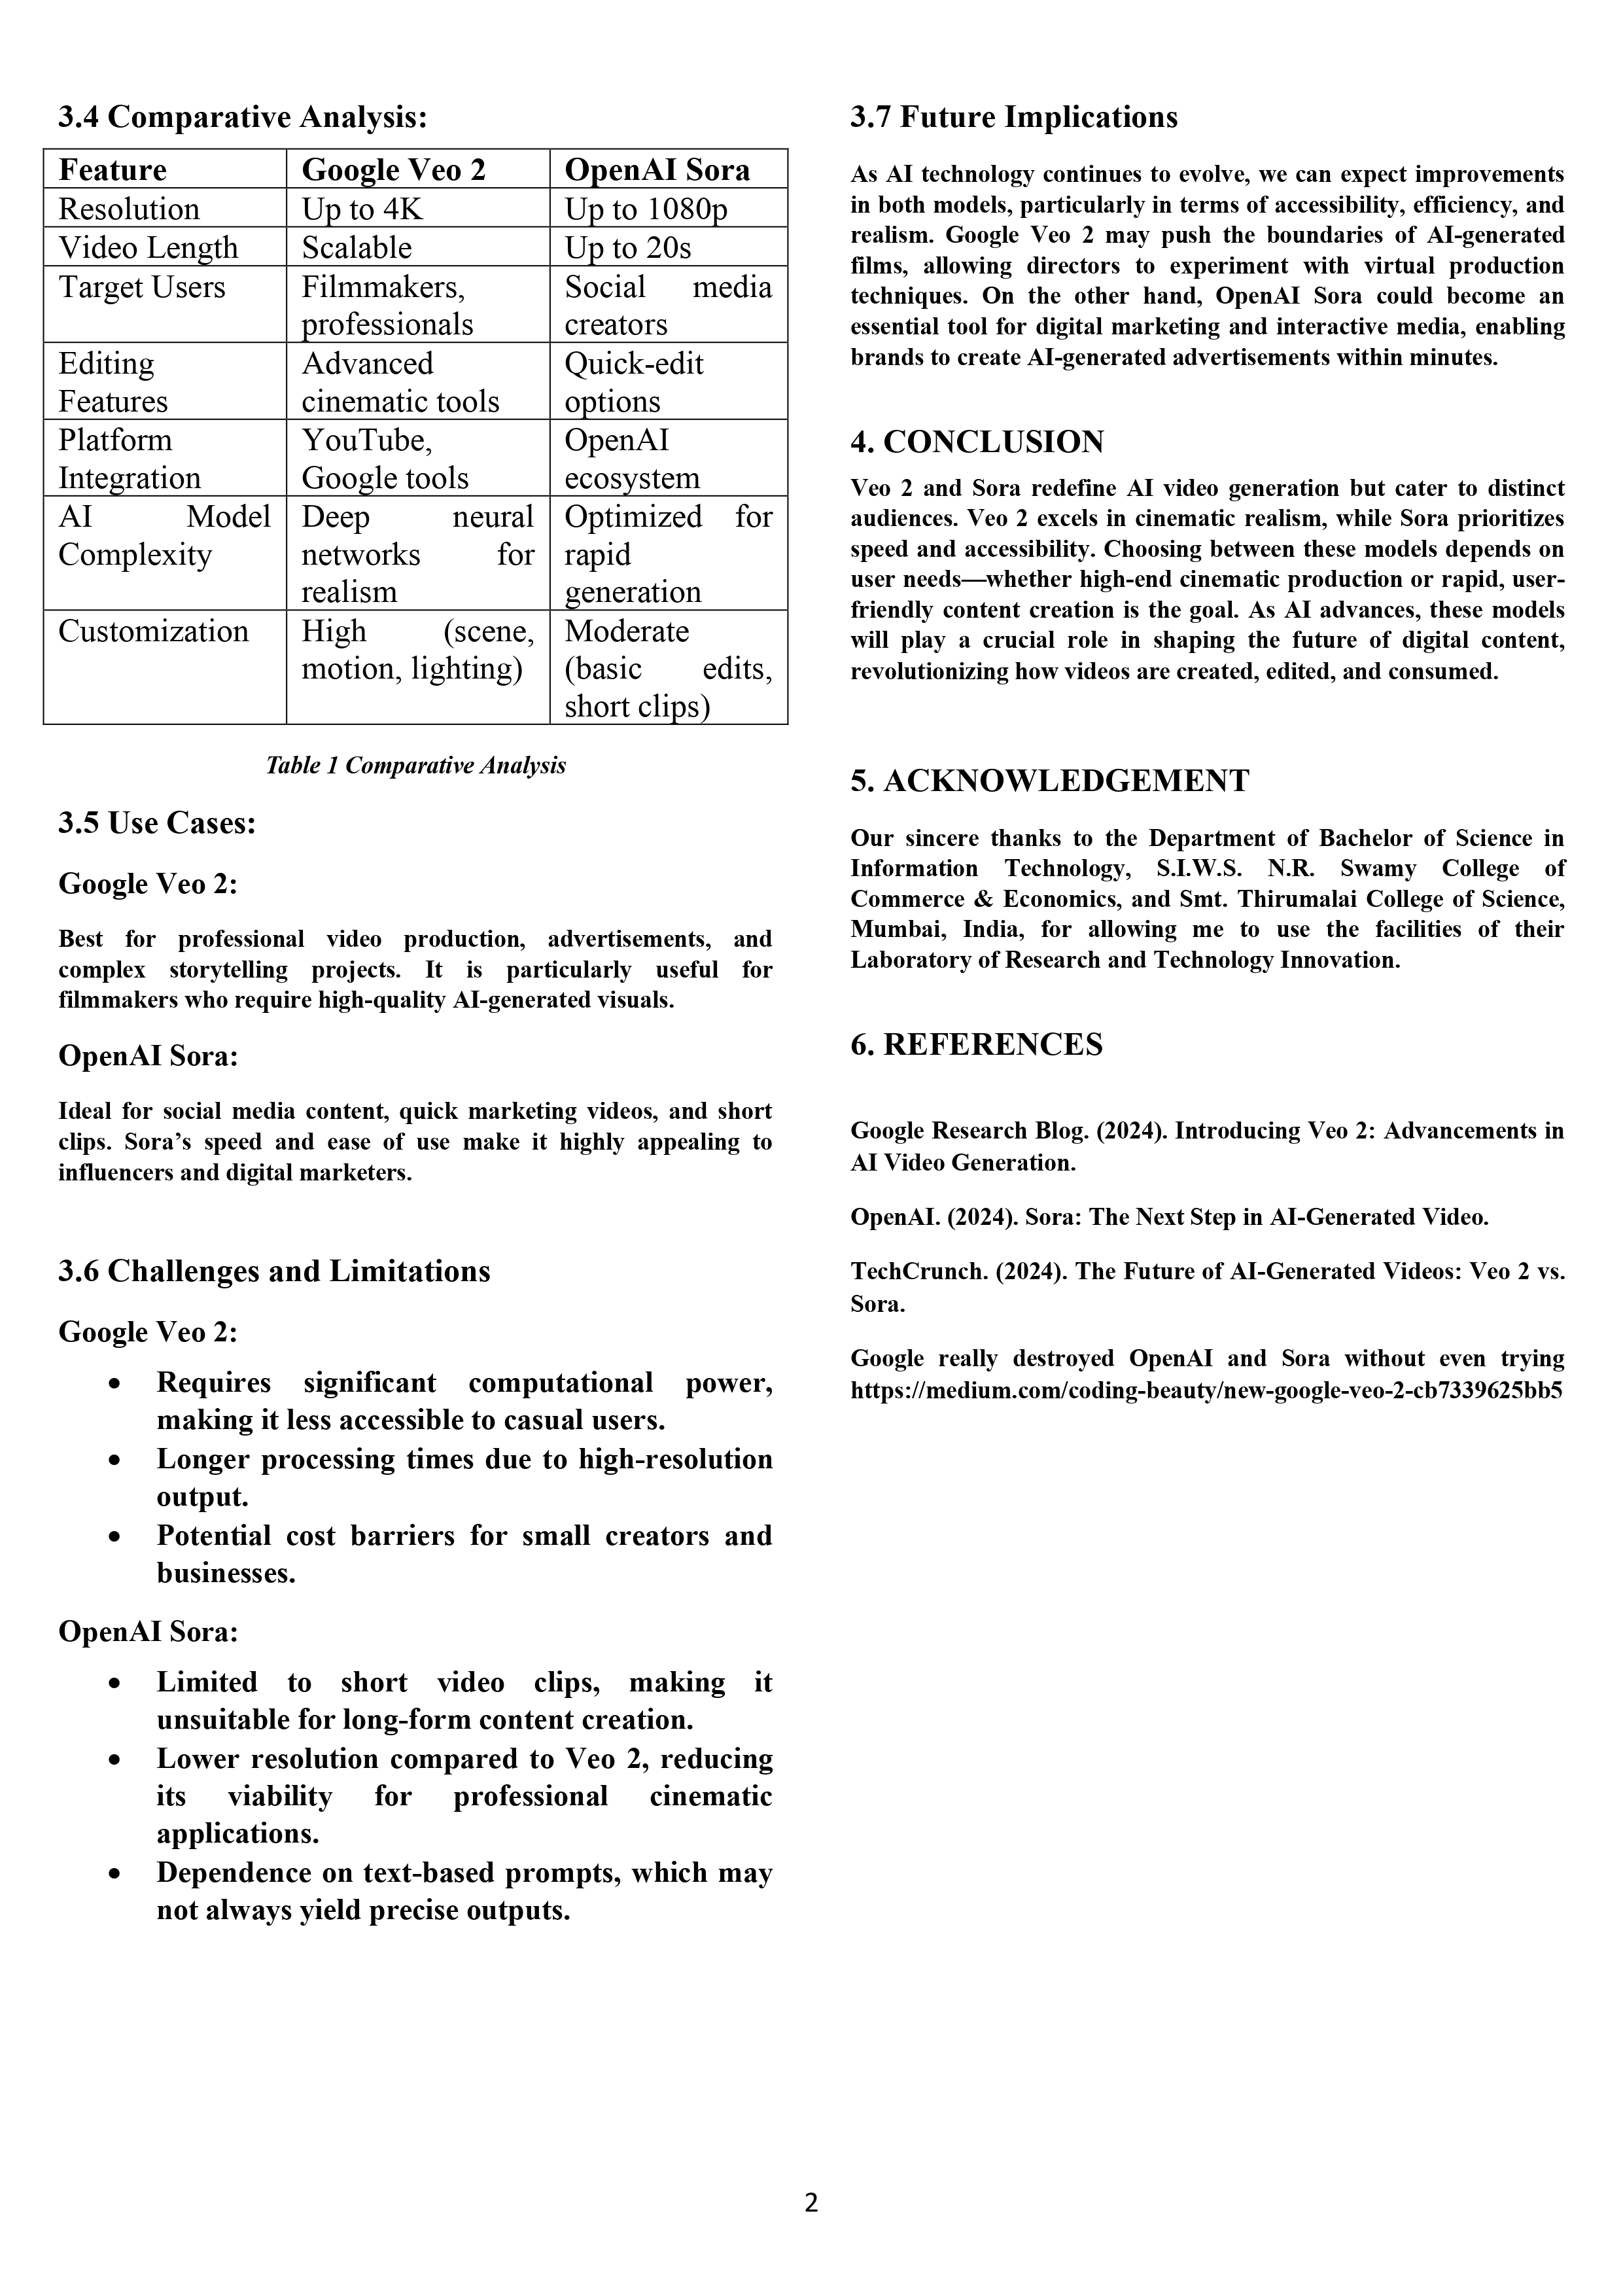 3.4 Comparative Analysis:
Feature Google Veo 2 OpenAI Sora
Resolution Up to 4K Up to 1080p
Video Length Scalable Up to 20s
Target Users Filmmakers, professionals Social media creators
Editing Features Advanced cinematic tools Quick-edit options
Platform Integration YouTube, Google tools OpenAI ecosystem
AI Model Complexity Deep neural networks for realism Optimized for rapid generation
Customization High (scene, motion, lighting) Moderate (basic edits, short clips)
Table 1 Comparative Analysis
3.5 Use Cases:
Google Veo 2:
Best for professional video production, advertisements, and
complex storytelling projects. It is particularly useful for
filmmakers who require high-quality AI-generated visuals.
OpenAI Sora:
Ideal for social media content, quick marketing videos, and short
clips. Sora’s speed and ease of use make it highly appealing to
influencers and digital marketers.
3.6 Challenges and Limitations
Google Veo 2:
• Requires significant computational power,
making it less accessible to casual users.
• Longer processing times due to high-resolution
output.
• Potential cost barriers for small creators and
businesses.
OpenAI Sora:
• Limited to short video clips, making it
unsuitable for long-form content creation.
• Lower resolution compared to Veo 2, reducing
its viability for professional cinematic
applications.
• Dependence on text-based prompts, which may
not always yield precise outputs.
3.7 Future Implications
As AI technology continues to evolve, we can expect improvements
in both models, particularly in terms of accessibility, efficiency, and
realism. Google Veo 2 may push the boundaries of AI-generated
films, allowing directors to experiment with virtual production
techniques. On the other hand, OpenAI Sora could become an
essential tool for digital marketing and interactive media, enabling
brands to create AI-generated advertisements within minutes.
4. CONCLUSION
Veo 2 and Sora redefine AI video generation but cater to distinct
audiences. Veo 2 excels in cinematic realism, while Sora prioritizes
speed and accessibility. Choosing between these models depends on
user needs—whether high-end cinematic production or rapid, user-
friendly content creation is the goal. As AI advances, these models
will play a crucial role in shaping the future of digital content,
revolutionizing how videos are created, edited, and consumed.
5. ACKNOWLEDGEMENT
Our sincere thanks to the Department of Bachelor of Science in
Information Technology, S.I.W.S. N.R. Swamy College of
Commerce & Economics, and Smt. Thirumalai College of Science,
Mumbai, India, for allowing me to use the facilities of their
Laboratory of Research and Technology Innovation.
6. REFERENCES
Google Research Blog. (2024). Introducing Veo 2: Advancements in
AI Video Generation.
OpenAI. (2024). Sora: The Next Step in AI-Generated Video.
TechCrunch. (2024). The Future of AI-Generated Videos: Veo 2 vs.
Sora.
Google really destroyed OpenAI and Sora without even trying
https://medium.com/coding-beauty/new-google-veo-2-cb7339625bb5
2